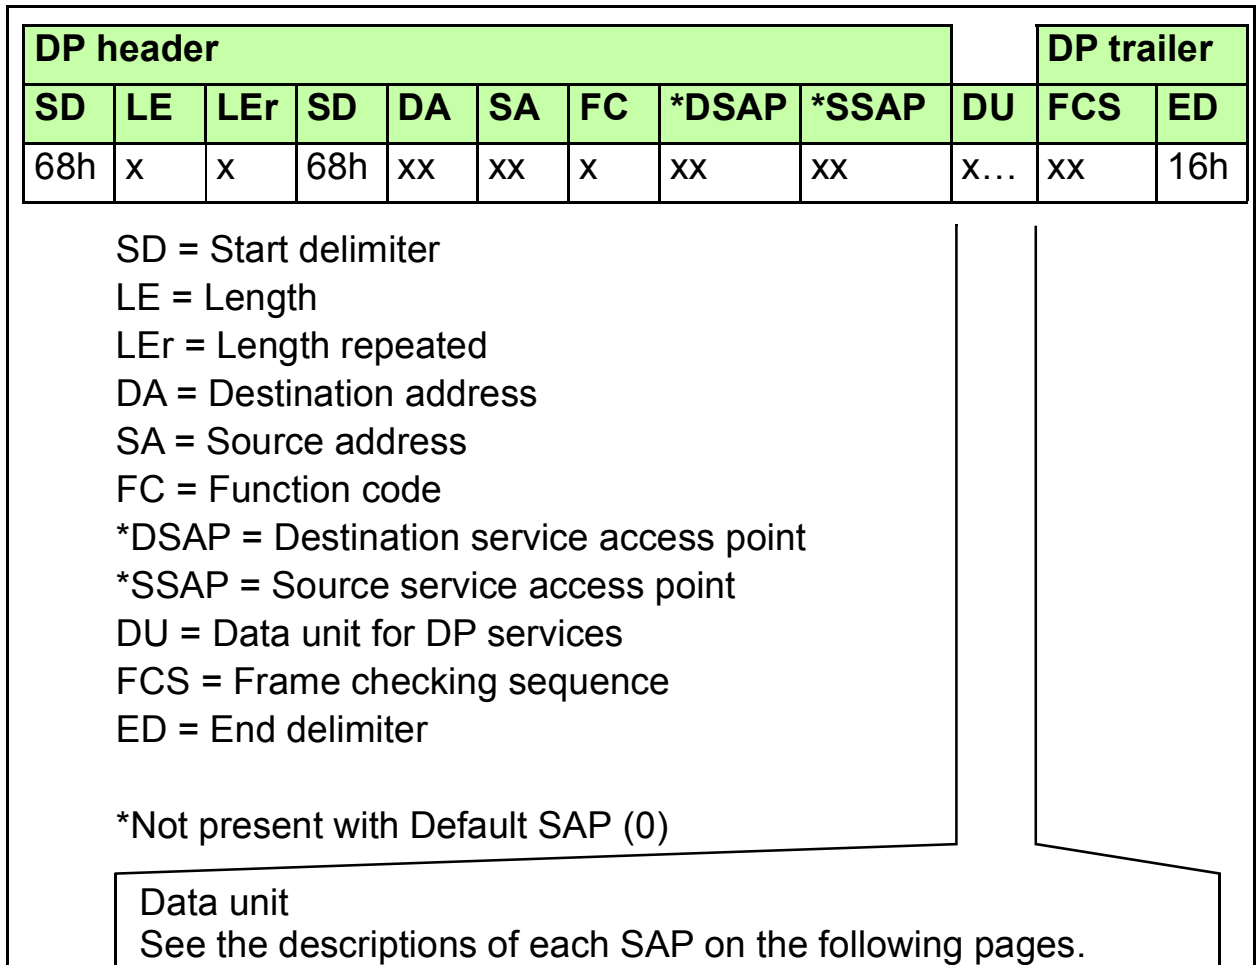 DP header DP trailer
SD LE LEr SD DA SA FC *DSAP *SSAP DU FCS ED
68h x x 68h xx xx x xx xx x… xx 16h
SD = Start delimiter
LE = Length
LEr = Length repeated
DA = Destination address
SA = Source address
FC = Function code
*DSAP = Destination service access point
*SSAP = Source service access point
DU = Data unit for DP services
FCS = Frame checking sequence
ED = End delimiter
*Not present with Default SAP (0)
Data unit
See the descriptions of each SAP on the following pages.